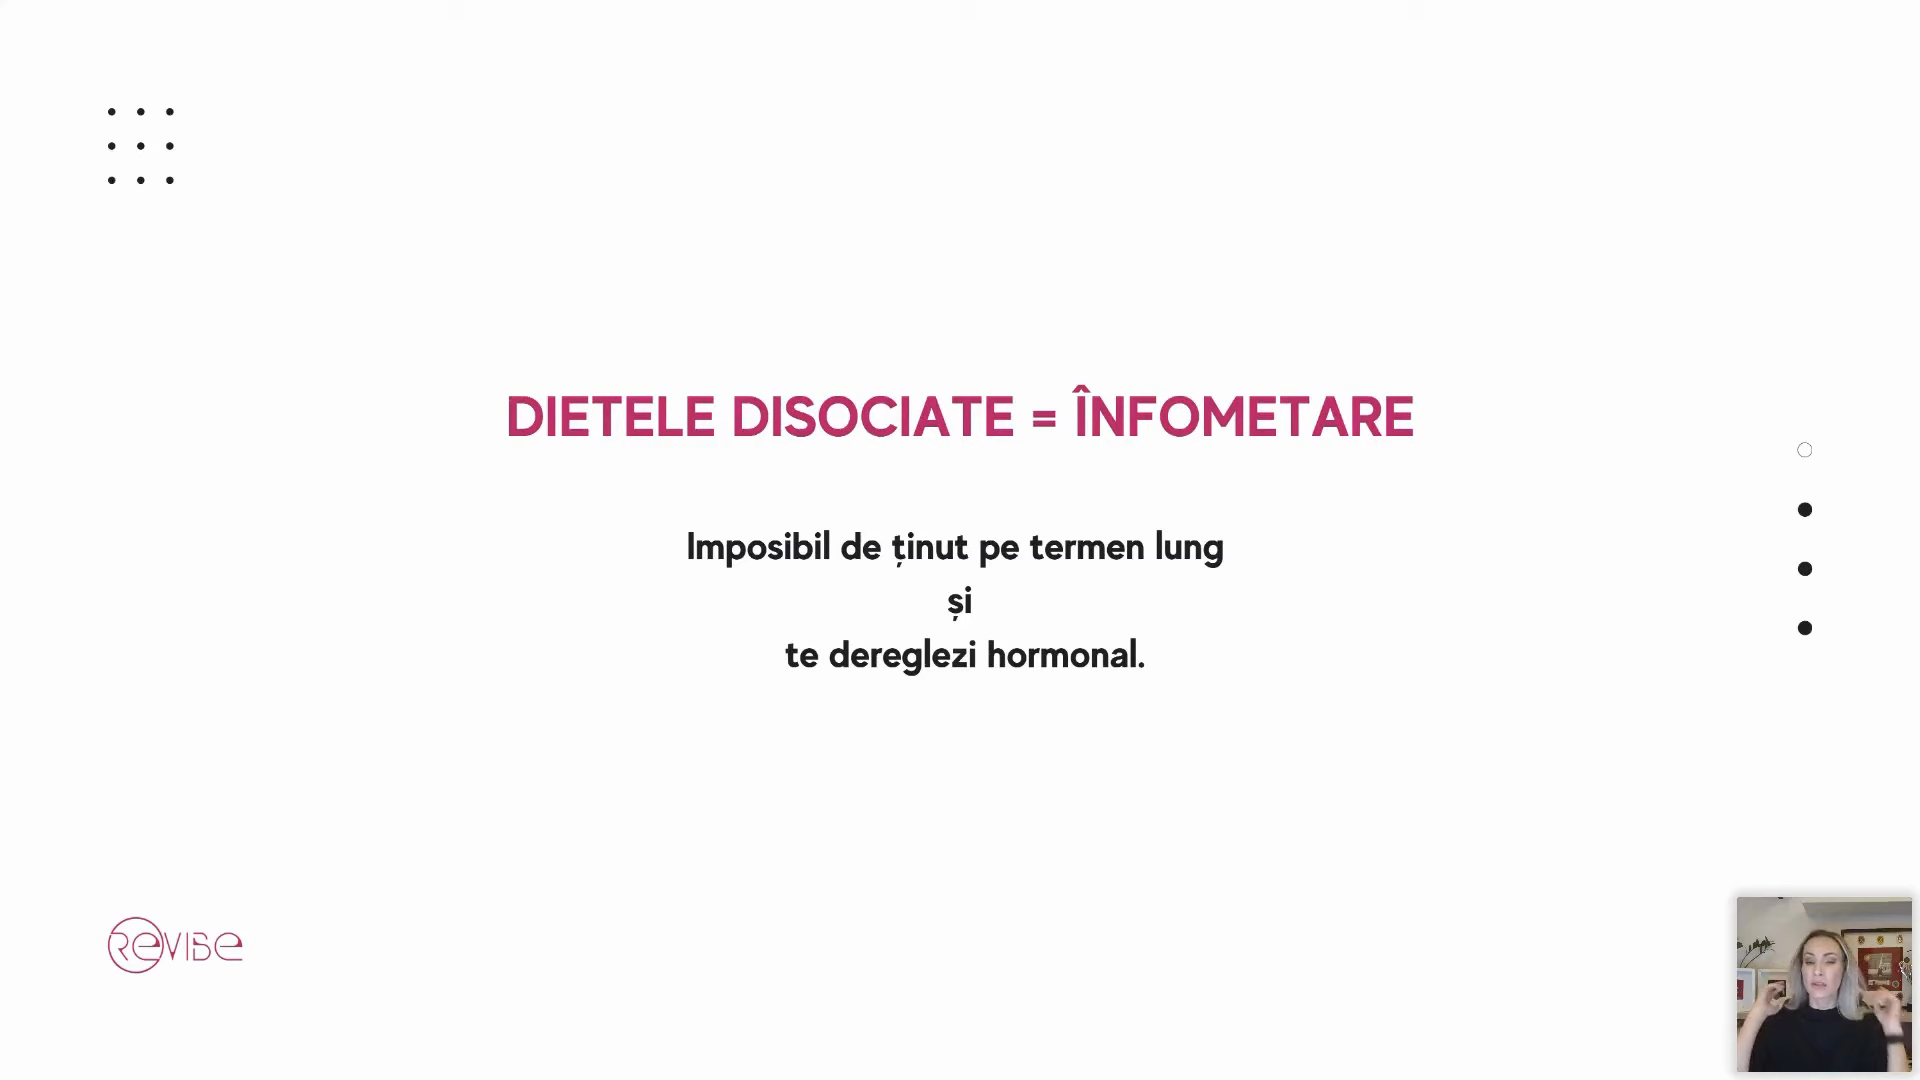 DIETELE DISOCIATE = ÎNFOMETARE
Imposibil de ținut pe termen lung
și
te dereglezi hormonal.
REVIBE